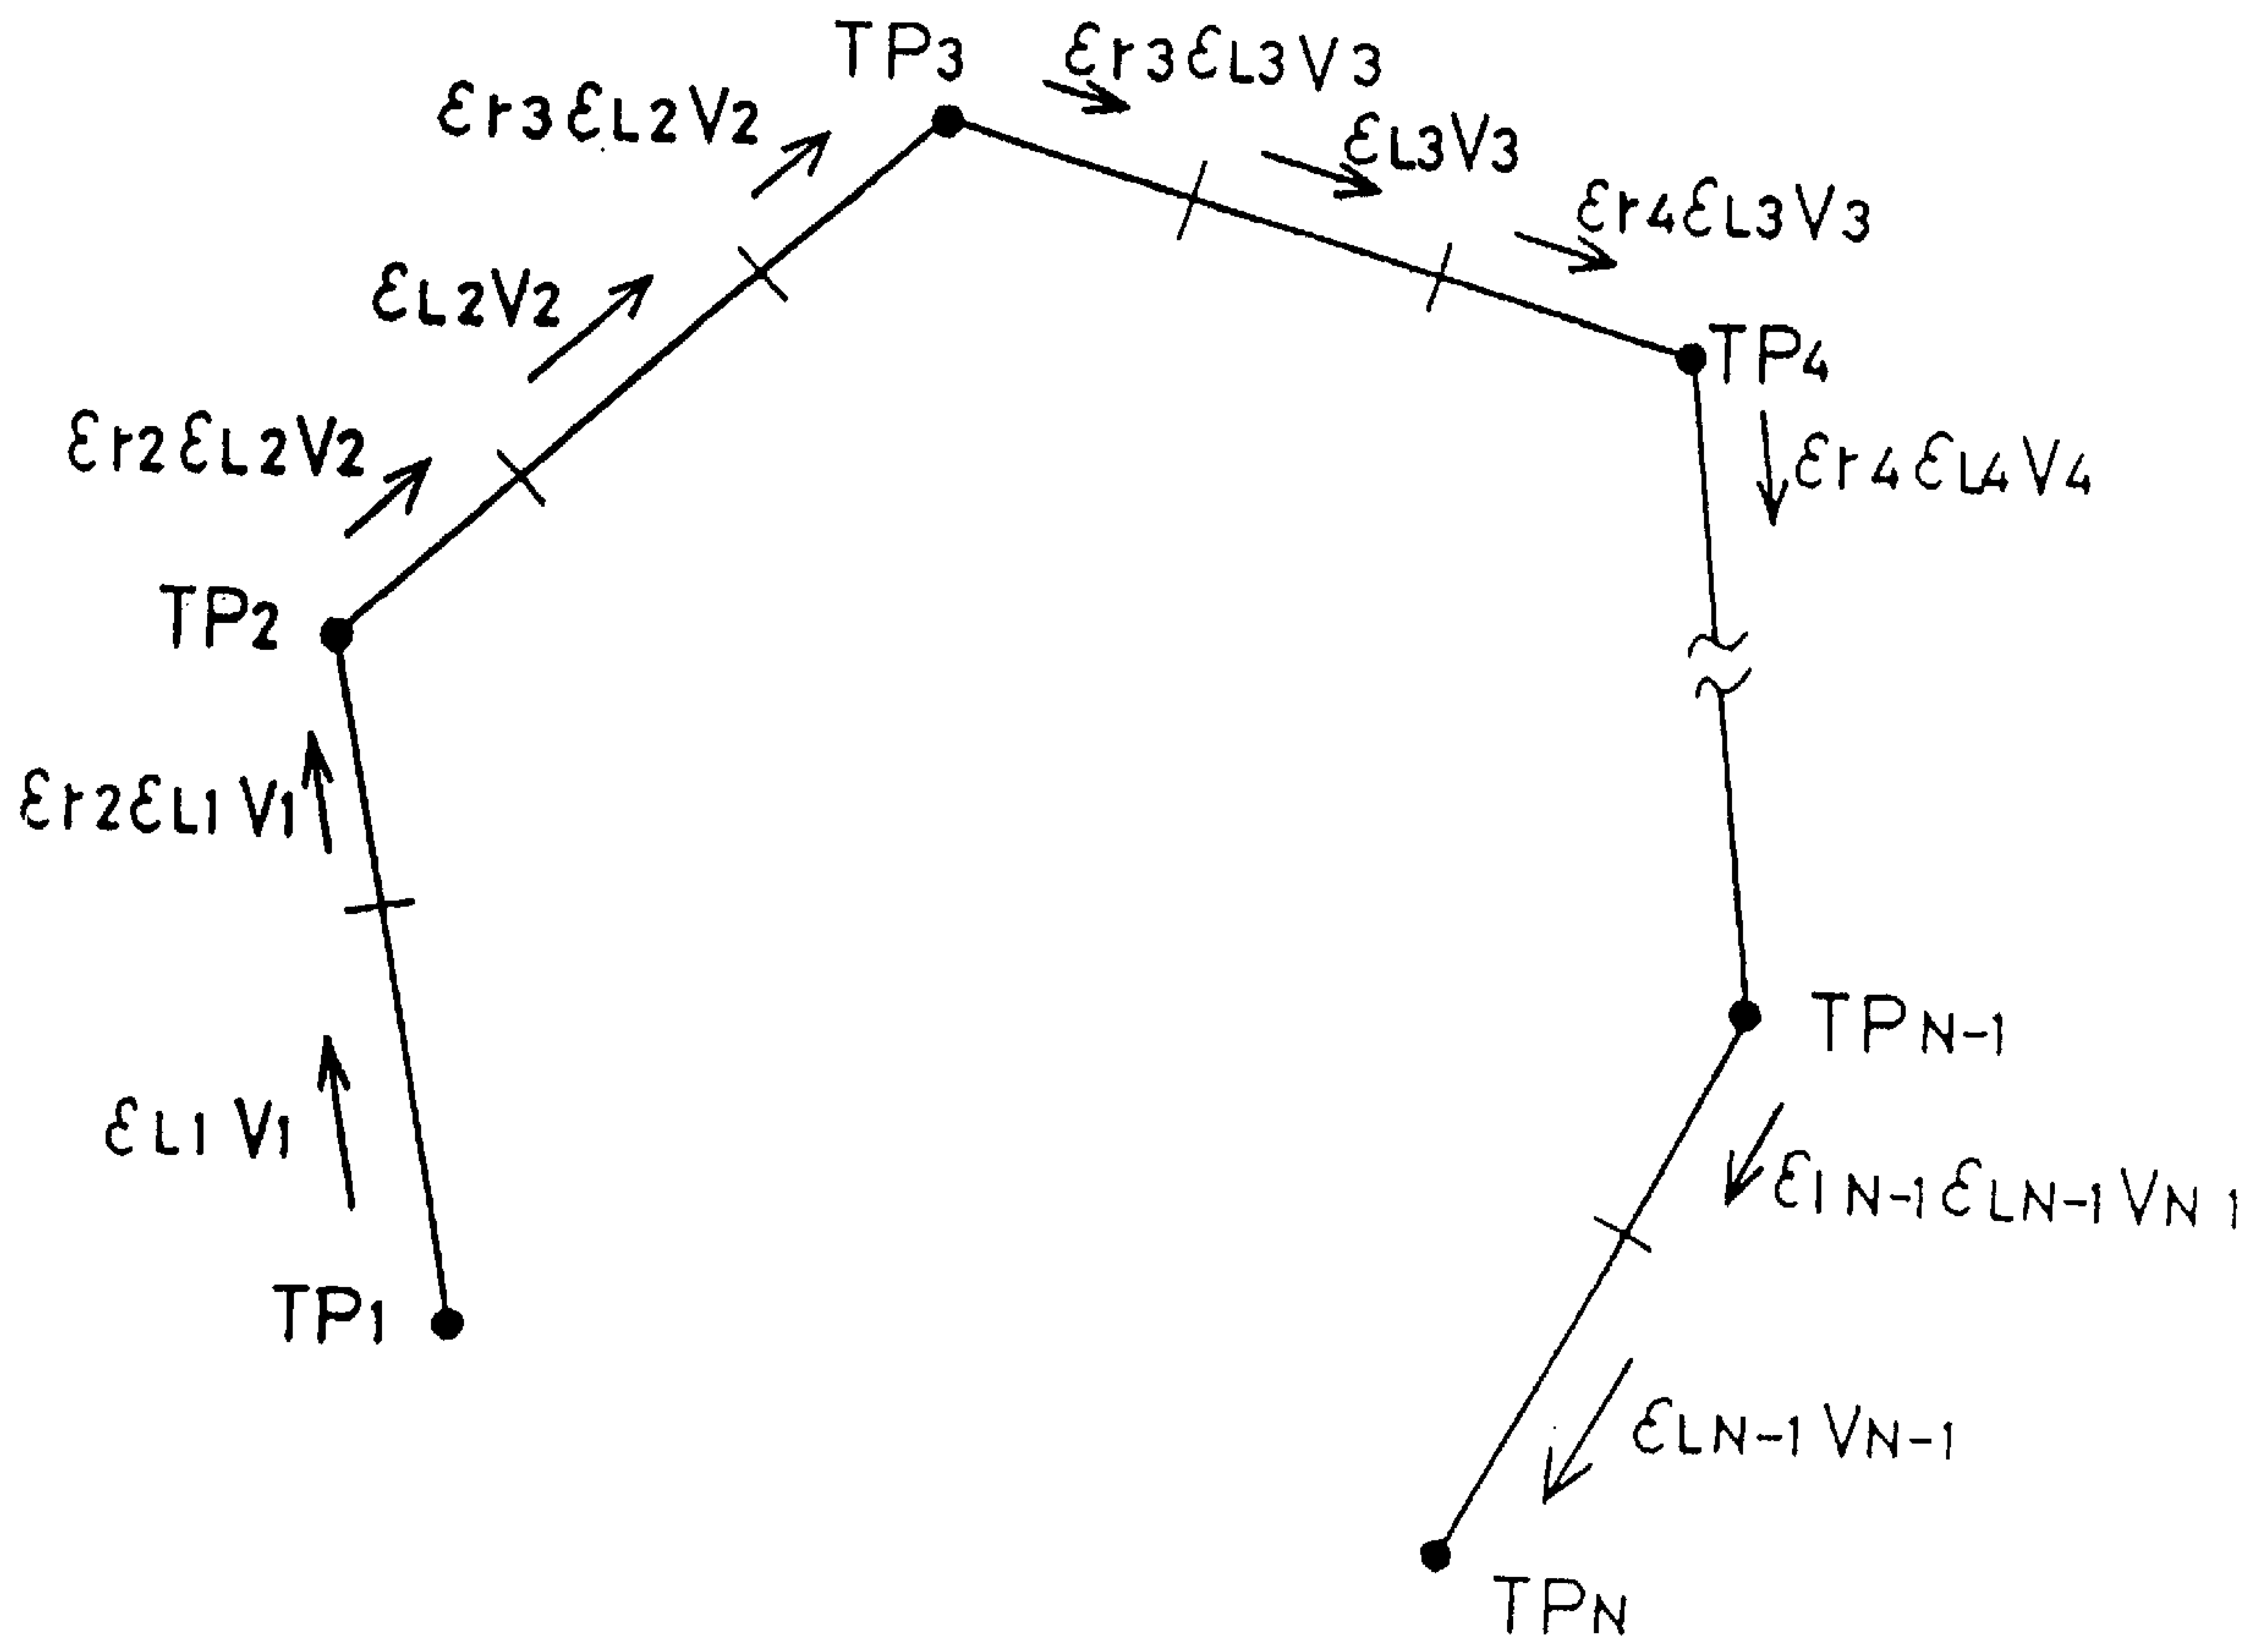 TP3
εr3εL3V3
εr3εL2V2
εL3V3
εr4εL3V3
εL2V2
TP4
εr2εL2V2
εr4εL4V4
TP2
εr2εL1V1
TPN-1
εL1V1
εIN-1εLN-1VN 1
TP1
εLN-1VN-1
TPN